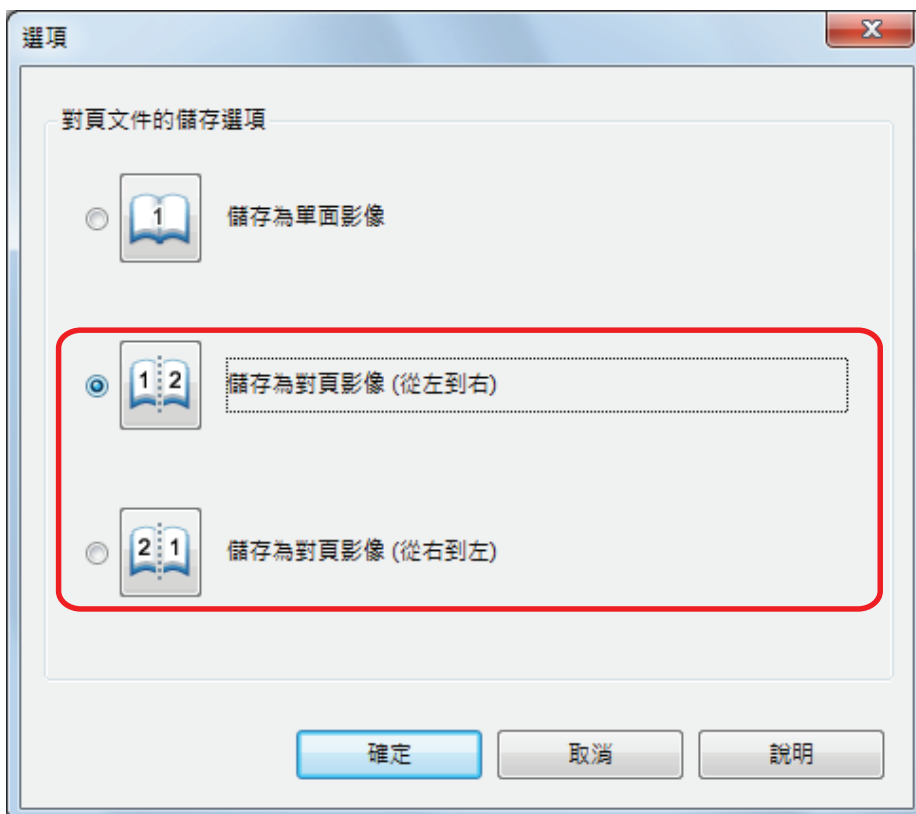 選項
對頁文件的儲存選項
1
儲存為單面影像
1 2
儲存為對頁影像 (從左到右)
2 1
儲存為對頁影像 (從右到左)
確定
取消
說明